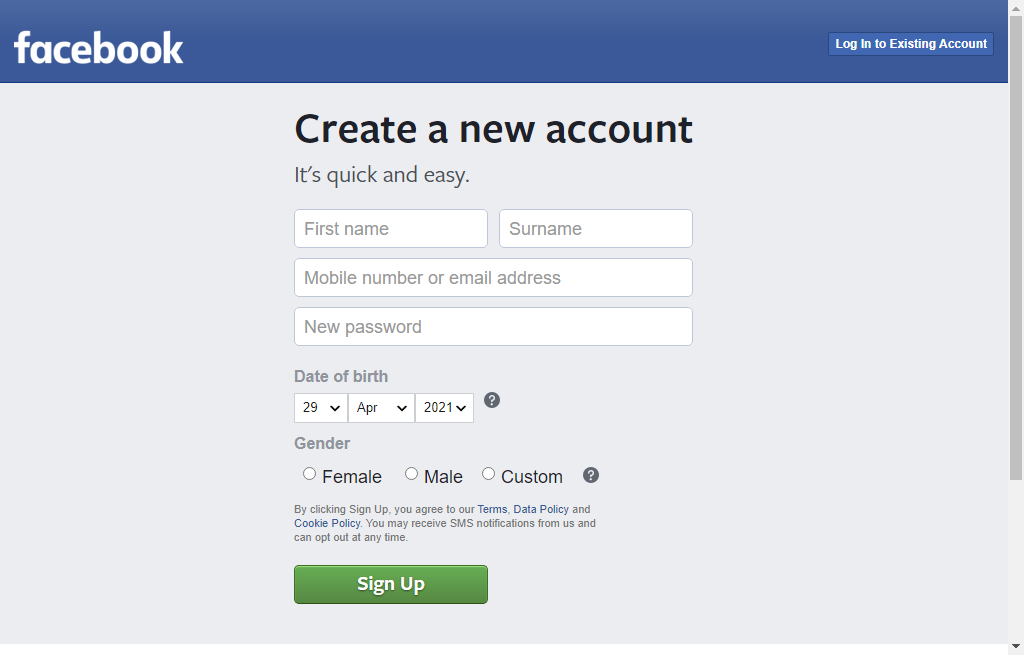 facebook
Log In to Existing Account
Create a new account
It's quick and easy.
First name
Surname
Mobile number or email address
New password
Date of birth
29 Apr 2021 ?
Gender
Female Male Custom ?
By clicking Sign Up, you agree to our Terms, Data Policy and
Cookie Policy. You may receive SMS notifications from us and
can opt out at any time.
Sign Up